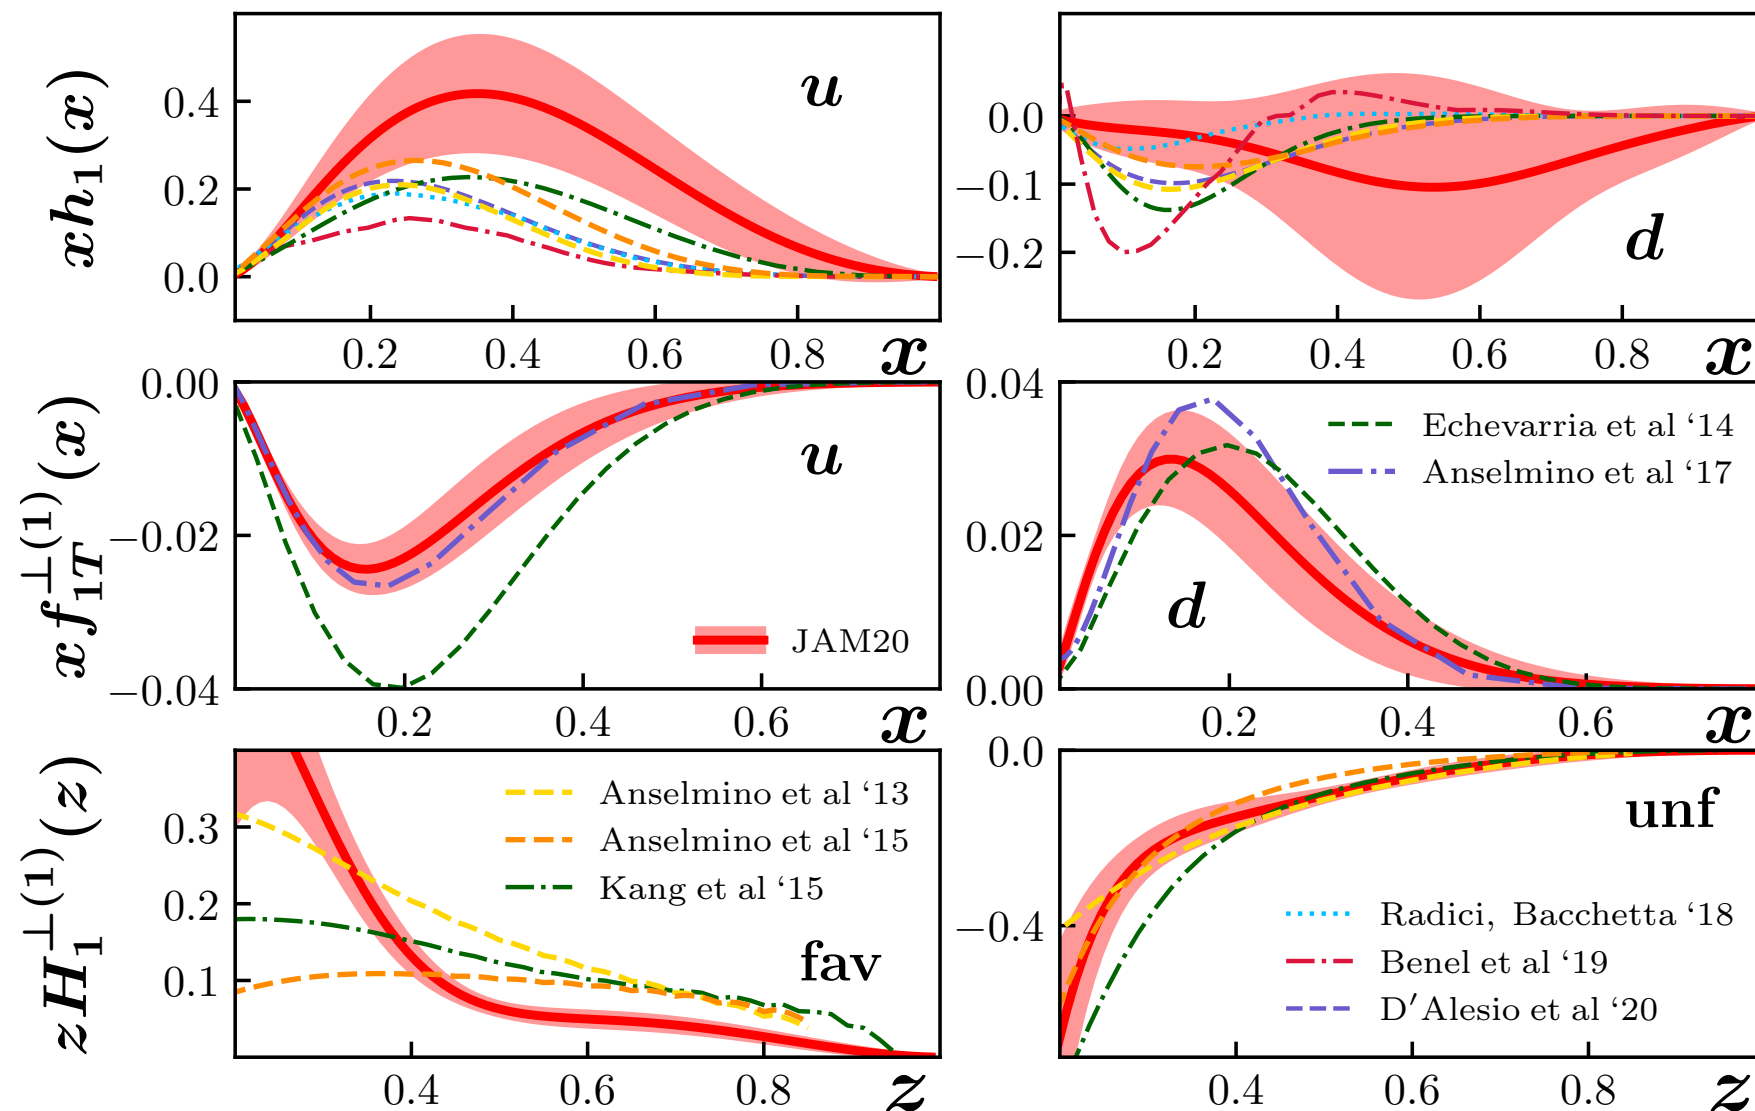 xh₁(x)
0.4
0.2
0.0
u
0.2 0.4 0.6 0.8 x
0.0
−0.1
−0.2
d
0.2 0.4 0.6 0.8 x
x f₁T⊥(1)(x)
0.00
−0.02
−0.04
u
JAM20
0.2 0.4 0.6 x
0.04
0.02
0.00
Echevarria et al ‘14
Anselmino et al ‘17
d
0.2 0.4 0.6 x
zH₁⊥(1)(z)
0.3
0.2
0.1
Anselmino et al ‘13
Anselmino et al ‘15
Kang et al ‘15
fav
0.4 0.6 0.8 z
0.0
−0.4
unf
Radici, Bacchetta ‘18
Benel et al ‘19
D′Alesio et al ‘20
0.4 0.6 0.8 z